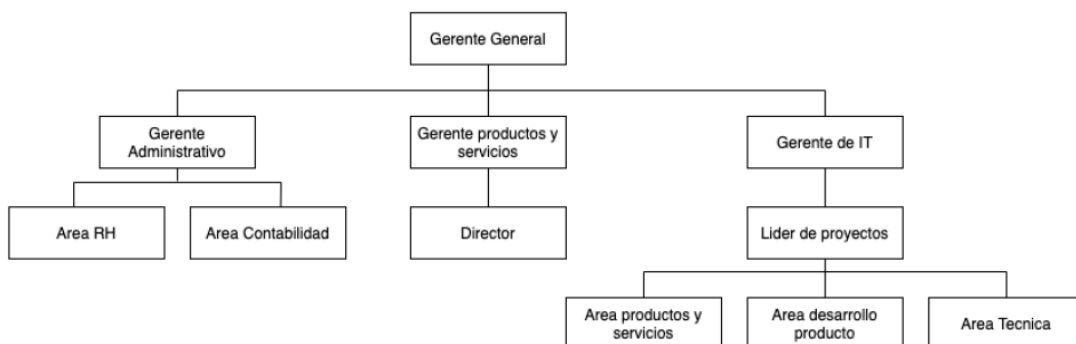 Gerente General
Gerente
Administrativo
Gerente productos y
servicios
Gerente de IT
Area RH
Area Contabilidad
Director
Lider de proyectos
Area productos y
servicios
Area desarrollo
producto
Area Tecnica